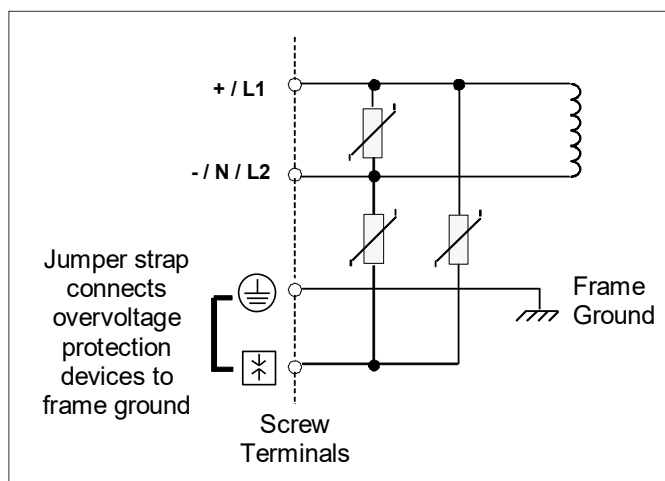 + / L1
- / N / L2
Jumper strap
connects
overvoltage
protection
devices to
frame ground
Frame
Ground
Screw
Terminals